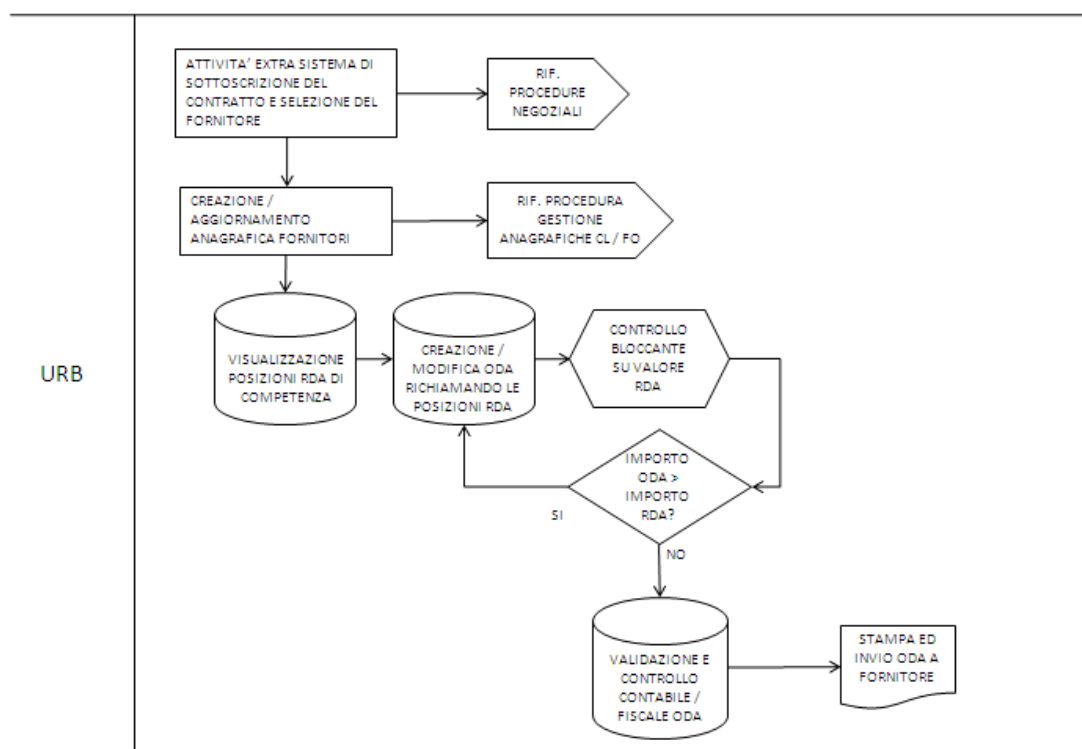 ATTIVITA' EXTRA SISTEMA DI
SOTTOSCRIZIONE DEL
CONTRATTO E SELEZIONE DEL
FORNITORE
RIF.
PROCEDURE
NEGOZIALI
CREAZIONE /
AGGIORNAMENTO
ANAGRAFICA FORNITORI
RIF. PROCEDURA
GESTIONE
ANAGRAFICHE CL / FO
URB
VISUALIZZAZIONE
POSIZIONI RDA DI
COMPETENZA
CREAZIONE /
MODIFICA ODA
RICHIAMANDO LE
POSIZIONI RDA
CONTROLLO
BLOCCANTE
SU VALORE
RDA
IMPORTO
ODA >
IMPORTO
RDA?
SI
NO
VALIDAZIONE E
CONTROLLO
CONTABILE /
FISCALE ODA
STAMPA ED
INVIO ODA A
FORNITORE